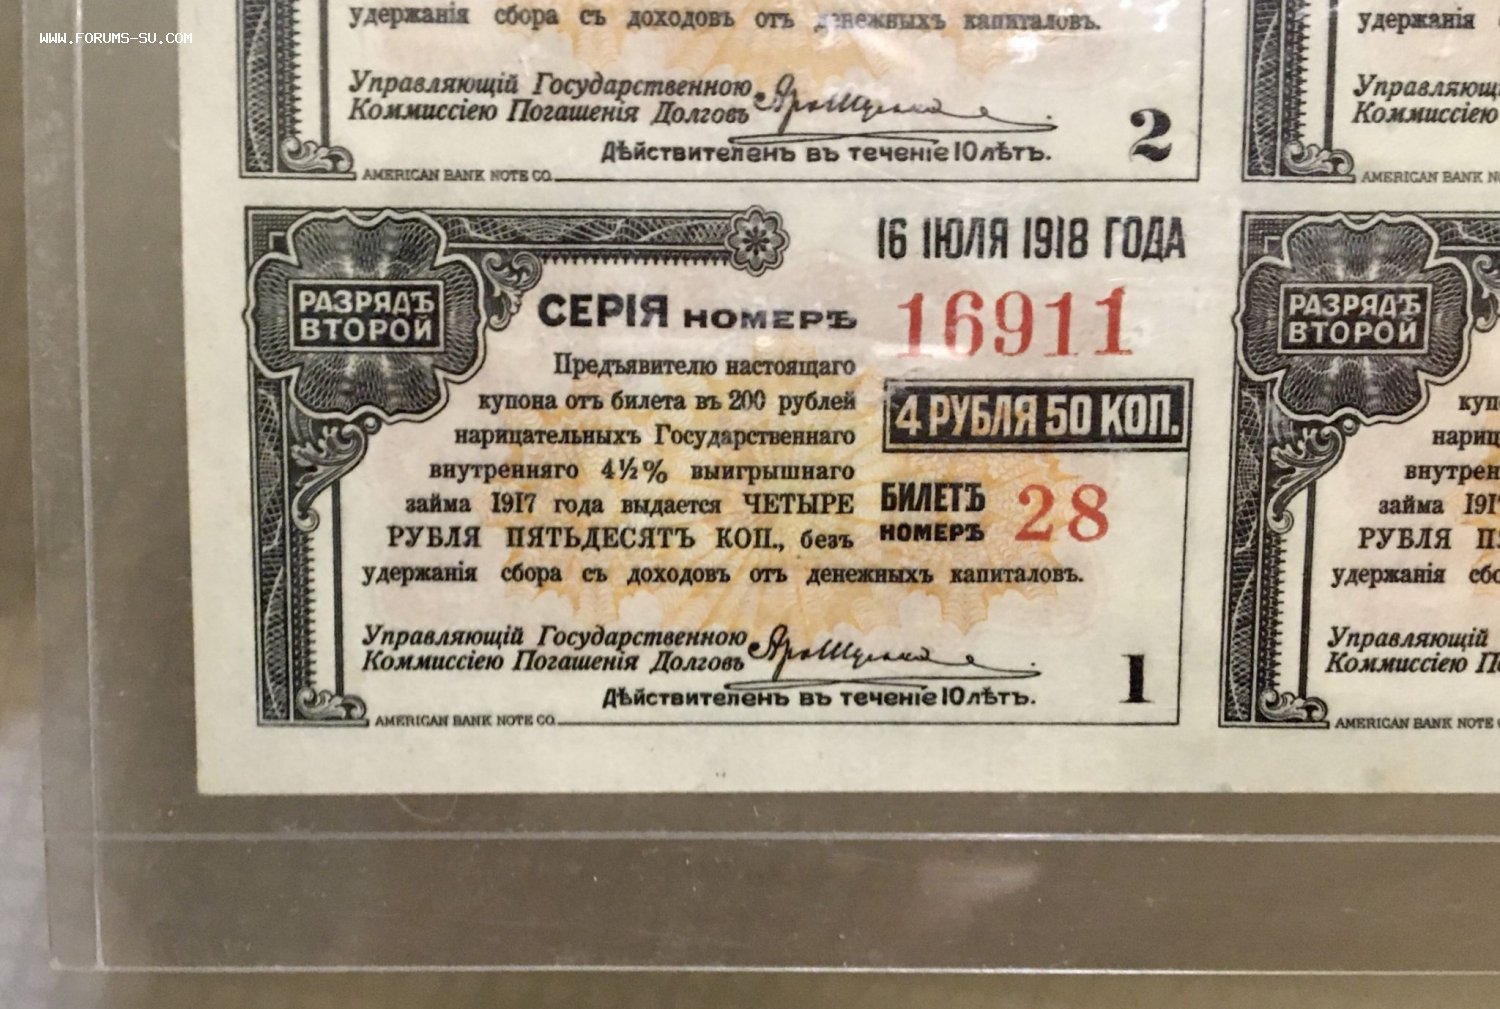 WWW.FORUMS-SU.COM
удержанія сбора съ доходовъ отъ денежныхъ капиталовъ.
Управляющій Государственною
Коммиссіею Погашенія Долговъ
Дѣйствителенъ въ теченіе 10 лѣтъ.
2
AMERICAN BANK NOTE CO.
удержанія
Управляющ
Коммиссіею
AMERICAN BANK N
РАЗРЯДЪ
ВТОРОЙ
16 ІЮЛЯ 1918 ГОДА
СЕРІЯ НОМЕРЪ 16911
Предъявителю настоящаго
купона отъ билета въ 200 рублей
4 РУБЛЯ 50 КОП.
нарицательныхъ Государственнаго
внутренняго 4½% выигрышнаго
займа 1917 года выдается ЧЕТЫРЕ
РУБЛЯ ПЯТЬДЕСЯТЪ КОП., безъ
БИЛЕТЪ
НОМЕРЪ 28
удержанія сбора съ доходовъ отъ денежныхъ капиталовъ.
Управляющій Государственною
Коммиссіею Погашенія Долговъ
Дѣйствителенъ въ теченіе 10 лѣтъ.
1
AMERICAN BANK NOTE CO.
РАЗРЯДЪ
ВТОРОЙ
куп
нариц
внутрен
займа 191
РУБЛЯ
удержанія сбо
Управляющій
Коммиссіею
AMERICAN BANK NOTE